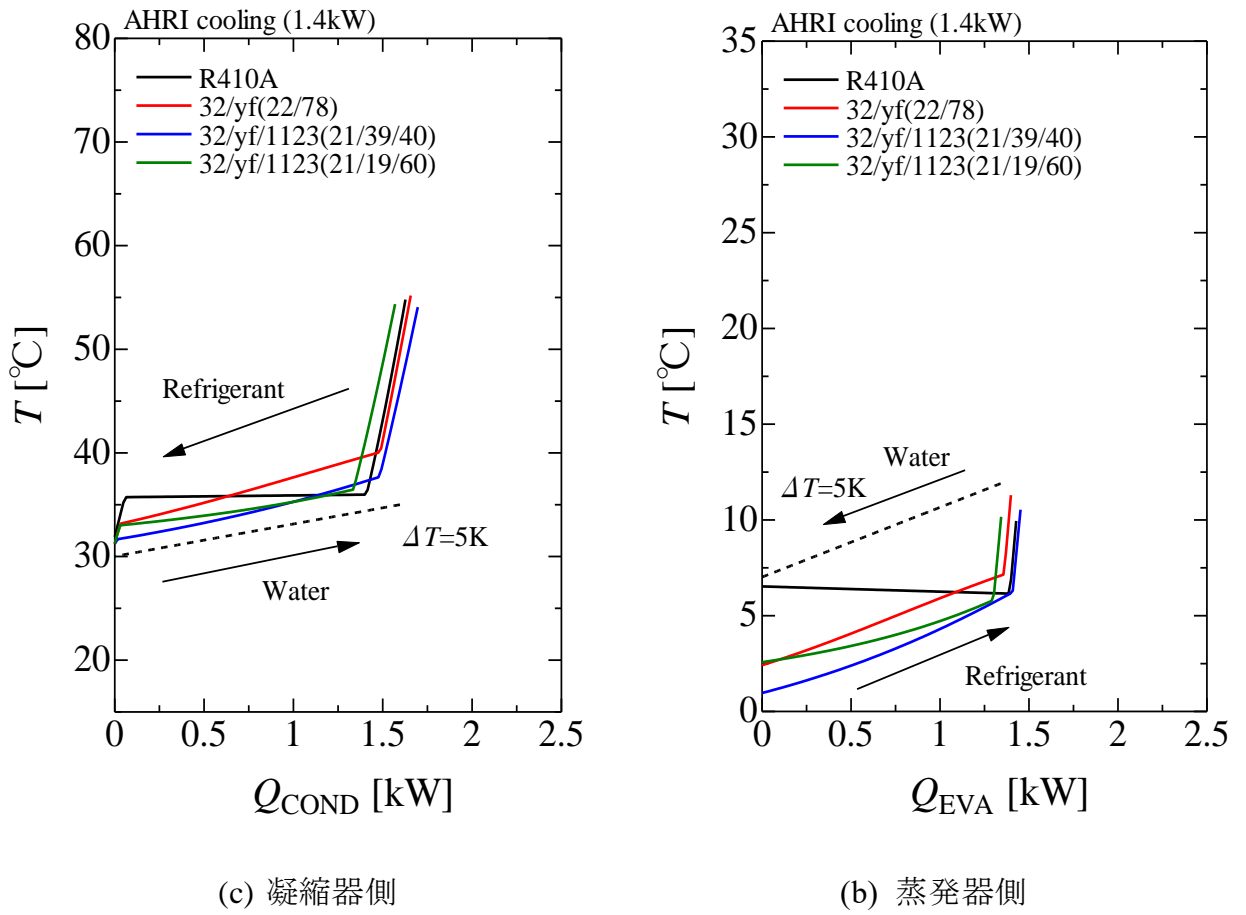 AHRI cooling (1.4kW)
80
70
60
50
40
30
20
T [℃]
R410A
32/yf(22/78)
32/yf/1123(21/39/40)
32/yf/1123(21/19/60)
Refrigerant
ΔT=5K
Water
0 0.5 1 1.5 2 2.5
Q_COND [kW]
(c) 凝縮器側
AHRI cooling (1.4kW)
35
30
25
20
15
10
5
0
T [℃]
R410A
32/yf(22/78)
32/yf/1123(21/39/40)
32/yf/1123(21/19/60)
Water
ΔT=5K
Refrigerant
0 0.5 1 1.5 2 2.5
Q_EVA [kW]
(b) 蒸発器側